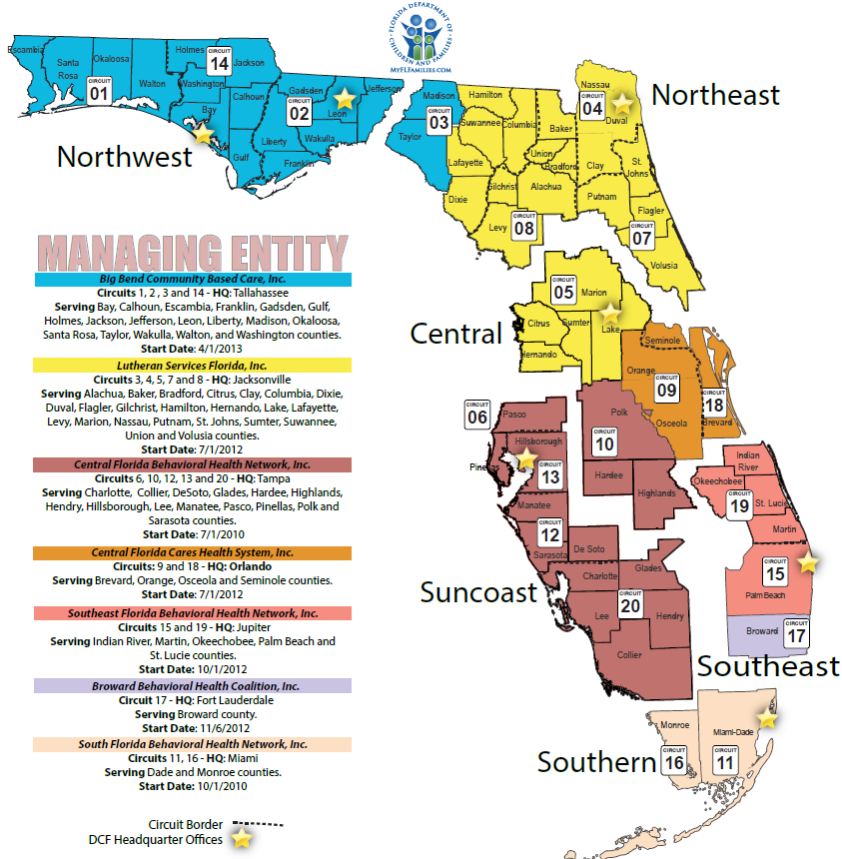 FLORIDA DEPARTMENT OF
CHILDREN AND FAMILIES
MYFLFAMILIES.COM
Escambia
Santa
Rosa
Okaloosa
Walton
CIRCUIT
01
Holmes
CIRCUIT
14
Jackson
Washington
Bay
Calhoun
Gulf
Gadsden
CIRCUIT
02
Leon
Jefferson
Liberty
Wakulla
Franklin
Northwest
Madison
CIRCUIT
03
Taylor
Hamilton
Suwannee
Columbia
Lafayette
Dixie
Baker
Union
Bradford
Gilchrist
Alachua
Levy
CIRCUIT
08
Nassau
CIRCUIT
04
Duval
Clay
St.
Johns
Putnam
Flagler
CIRCUIT
07
Volusia
Northeast
MANAGING ENTITY
Big Bend Community Based Care, Inc.
Circuits 1, 2 , 3 and 14 - HQ: Tallahassee
Serving Bay, Calhoun, Escambia, Franklin, Gadsden, Gulf,
Holmes, Jackson, Jefferson, Leon, Liberty, Madison, Okaloosa,
Santa Rosa, Taylor, Wakulla, Walton, and Washington counties.
Start Date: 4/1/2013
Lutheran Services Florida, Inc.
Circuits 3, 4, 5, 7 and 8 - HQ: Jacksonville
Serving Alachua, Baker, Bradford, Citrus, Clay, Columbia, Dixie,
Duval, Flagler, Gilchrist, Hamilton, Hernando, Lake, Lafayette,
Levy, Marion, Nassau, Putnam, St. Johns, Sumter, Suwannee,
Union and Volusia counties.
Start Date: 7/1/2012
Central Florida Behavioral Health Network, Inc.
Circuits 6, 10, 12, 13 and 20 - HQ: Tampa
Serving Charlotte, Collier, DeSoto, Glades, Hardee, Highlands,
Hendry, Hillsborough, Lee, Manatee, Pasco, Pinellas, Polk and
Sarasota counties.
Start Date: 7/1/2010
Central Florida Cares Health System, Inc.
Circuits: 9 and 18 - HQ: Orlando
Serving Brevard, Orange, Osceola and Seminole counties.
Start Date: 7/1/2012
Southeast Florida Behavioral Health Network, Inc.
Circuits 15 and 19 - HQ: Jupiter
Serving Indian River, Martin, Okeechobee, Palm Beach and
St. Lucie counties.
Start Date: 10/1/2012
Broward Behavioral Health Coalition, Inc.
Circuit 17 - HQ: Fort Lauderdale
Serving Broward county.
Start Date: 11/6/2012
South Florida Behavioral Health Network, Inc.
Circuits 11, 16 - HQ: Miami
Serving Dade and Monroe counties.
Start Date: 10/1/2010
Circuit Border
DCF Headquarter Offices
CIRCUIT
05
Marion
Citrus
Sumter
Lake
Hernando
Central
Seminole
Orange
CIRCUIT
09
Osceola
CIRCUIT
18
Brevard
CIRCUIT
06
Pasco
Hillsborough
Pinellas
CIRCUIT
13
Polk
CIRCUIT
10
Hardee
Highlands
Manatee
CIRCUIT
12
Sarasota
De Soto
Charlotte
Glades
CIRCUIT
20
Lee
Hendry
Collier
Suncoast
Indian
River
Okeechobee
CIRCUIT
19
St. Lucie
Martin
CIRCUIT
15
Palm Beach
Broward
CIRCUIT
17
Southeast
Monroe
CIRCUIT
16
Miami-Dade
CIRCUIT
11
Southern